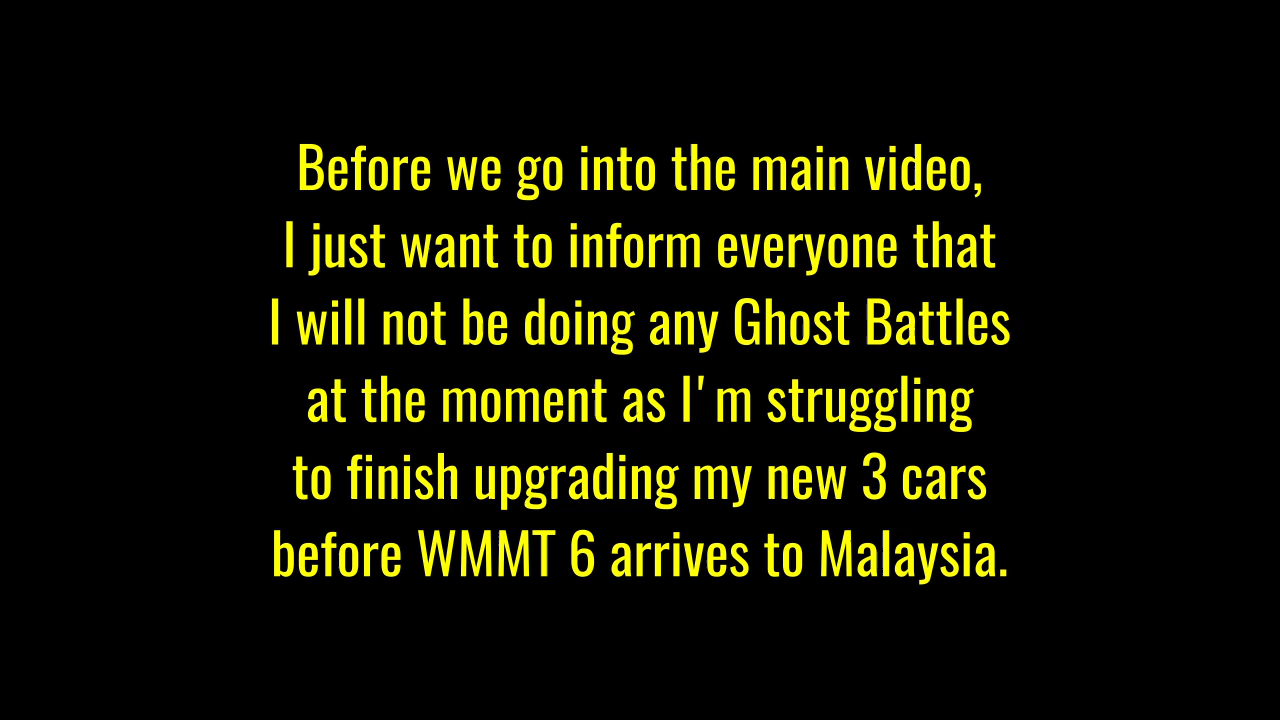 Before we go into the main video,
I just want to inform everyone that
I will not be doing any Ghost Battles
at the moment as I'm struggling
to finish upgrading my new 3 cars
before WMMT 6 arrives to Malaysia.